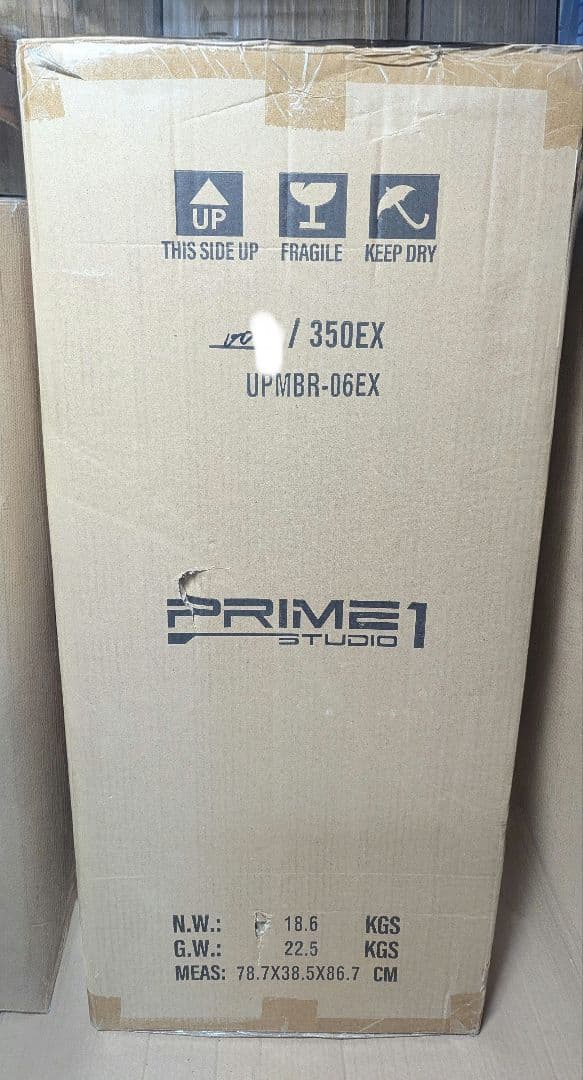 UP
THIS SIDE UP FRAGILE KEEP DRY
/ 350EX
UPMBR-06EX
PRIME 1
STUDIO
N.W.: 18.6 KGS
G.W.: 22.5 KGS
MEAS: 78.7X38.5X86.7 CM